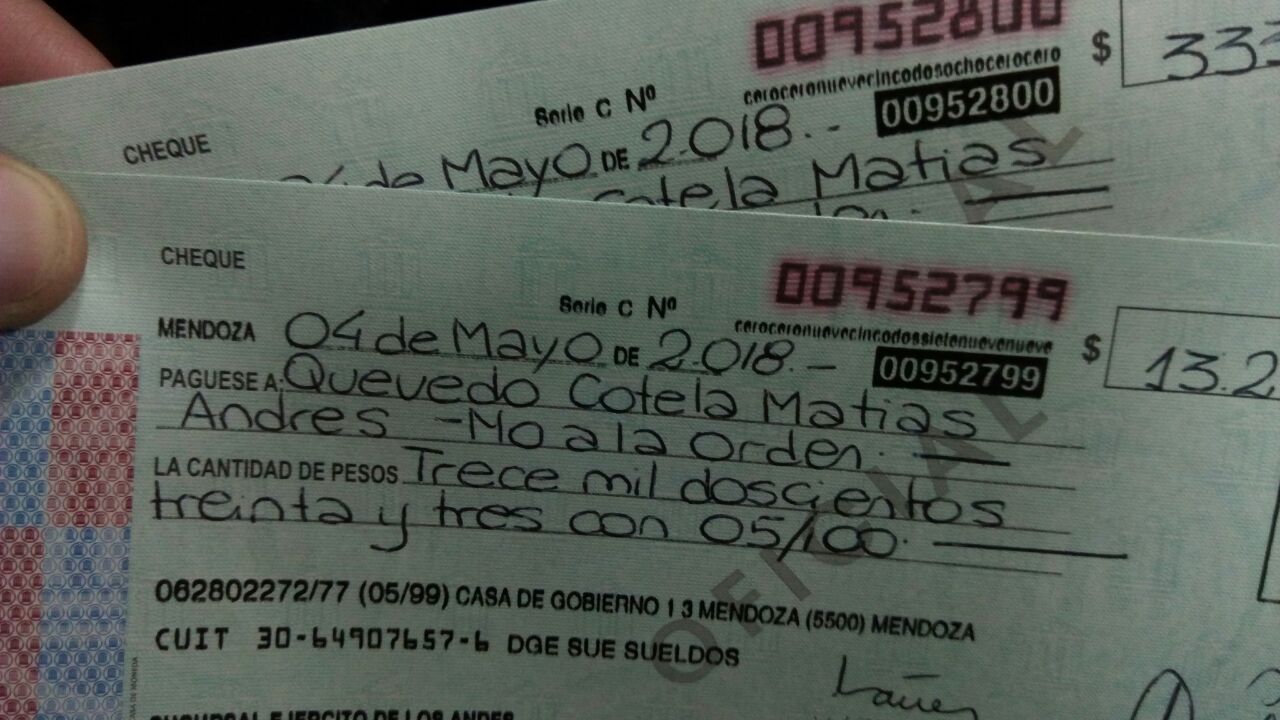 00952800
$ 333
Serie C Nº
ceroceronuevecincodosochocerocero
00952800
CHEQUE
04 de Mayo DE 2.018.-
Cotela Matias
CHEQUE
00952799
Serie C Nº
ceroceronuevecincodossietenuevenueve
00952799
$ 13.2
MENDOZA 04 de Mayo DE 2.018.-
PAGUESE A: Quevedo Cotela Matias
Andres - No a la Orden.
LA CANTIDAD DE PESOS Trece mil doscientos
treinta y tres con 05/100.
OFICIAL
062802272/77 (05/99) CASA DE GOBIERNO 1 3 MENDOZA (5500) MENDOZA
CUIT 30-64907657-6 DGE SUE SUELDOS
SUCURSAL EJERCITO DE LOS ANDES